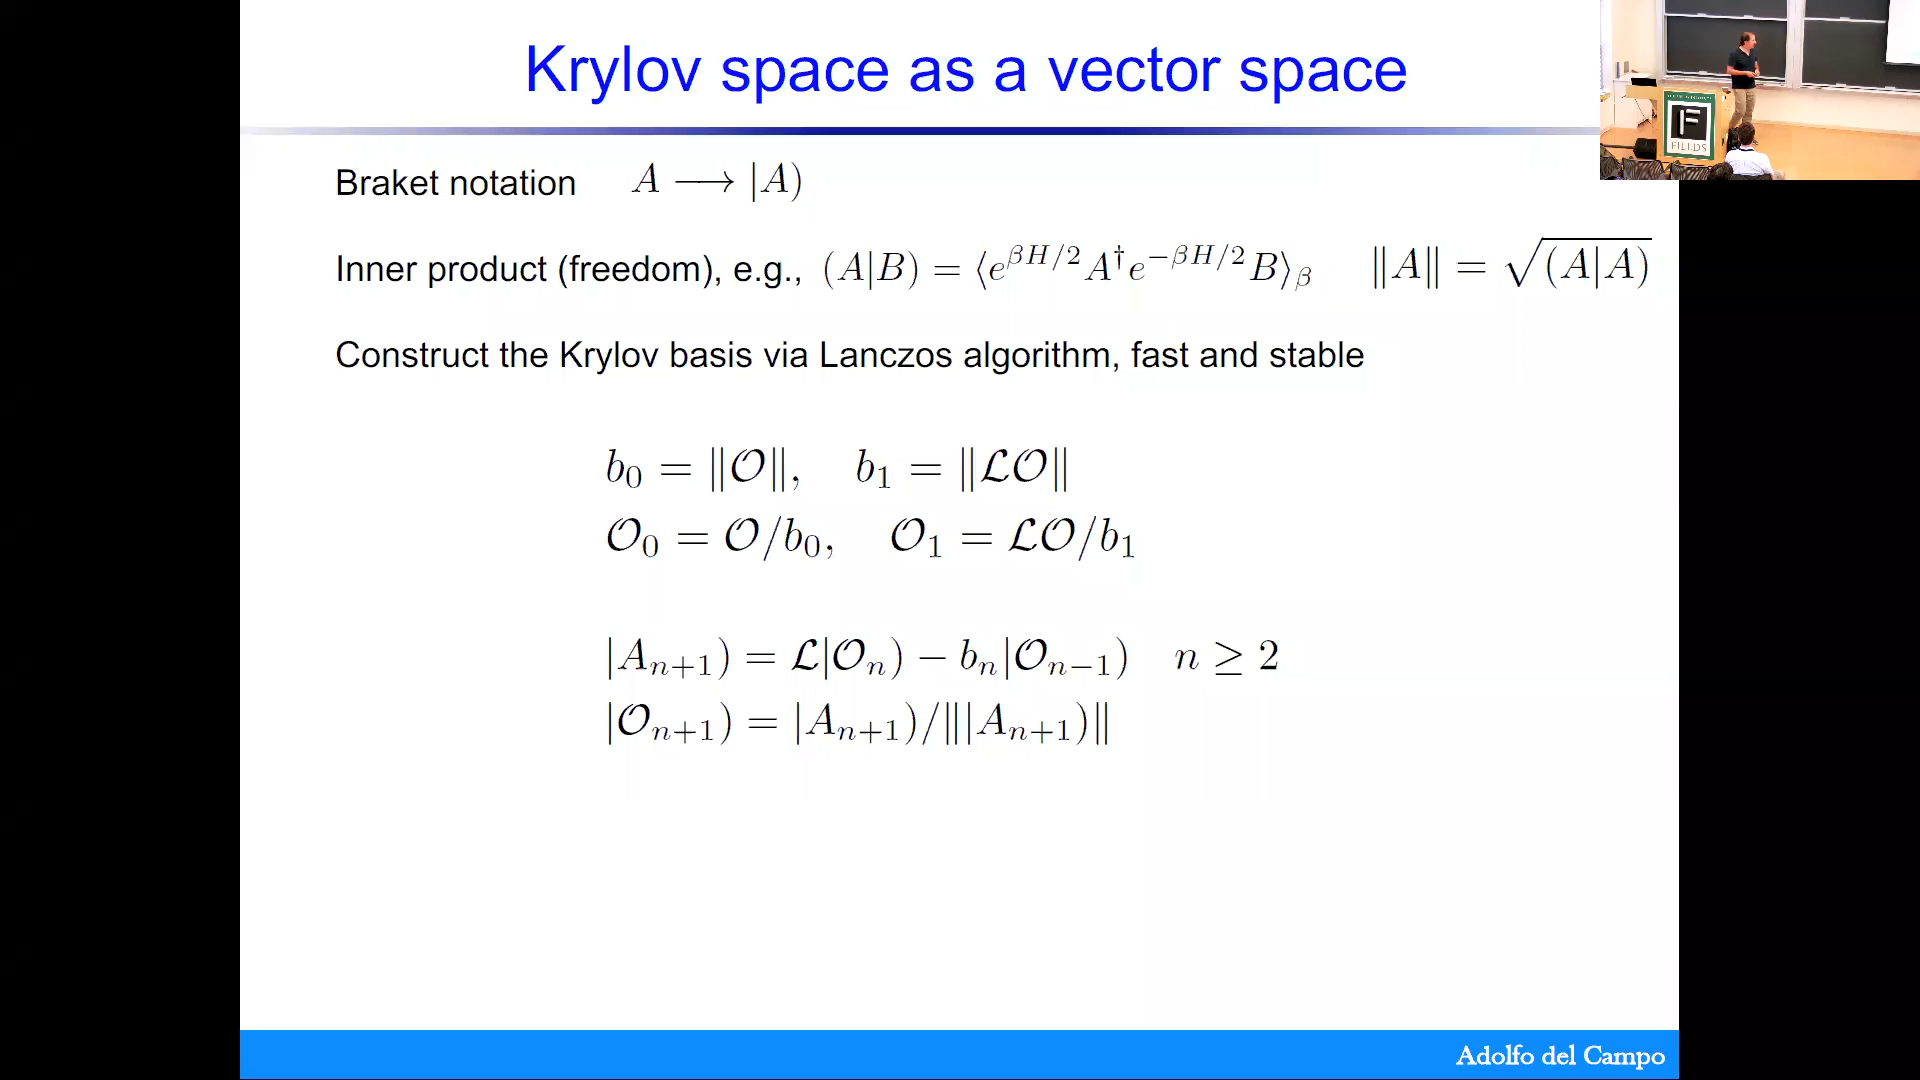 Krylov space as a vector space
Braket notation A ⟶ |A)
Inner product (freedom), e.g., (A|B) = ⟨e^{βH/2} A^† e^{−βH/2} B⟩_β ‖A‖ = √(A|A)
Construct the Krylov basis via Lanczos algorithm, fast and stable
b_0 = ‖𝒪‖, b_1 = ‖ℒ𝒪‖
𝒪_0 = 𝒪/b_0, 𝒪_1 = ℒ𝒪/b_1
|A_{n+1}) = ℒ|𝒪_n) − b_n|𝒪_{n−1}) n ≥ 2
|𝒪_{n+1}) = |A_{n+1})/‖|A_{n+1})‖
Adolfo del Campo
F
FIELDS